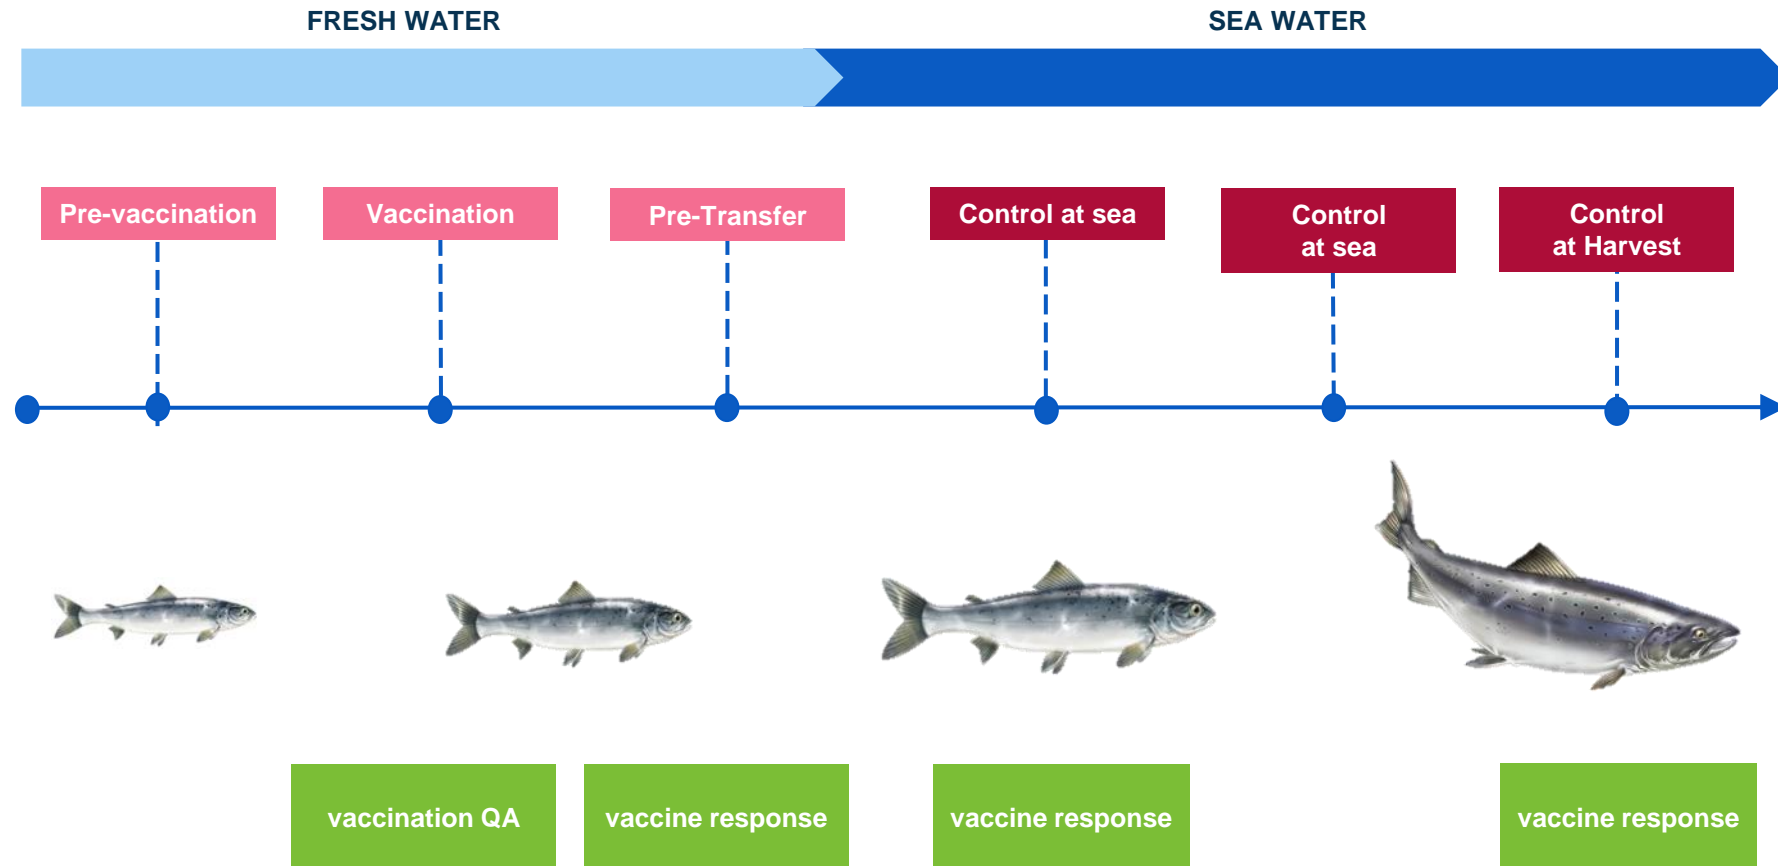 FRESH WATER
SEA WATER
Pre-vaccination
Vaccination
Pre-Transfer
Control at sea
Control
at sea
Control
at Harvest
vaccination QA
vaccine response
vaccine response
vaccine response